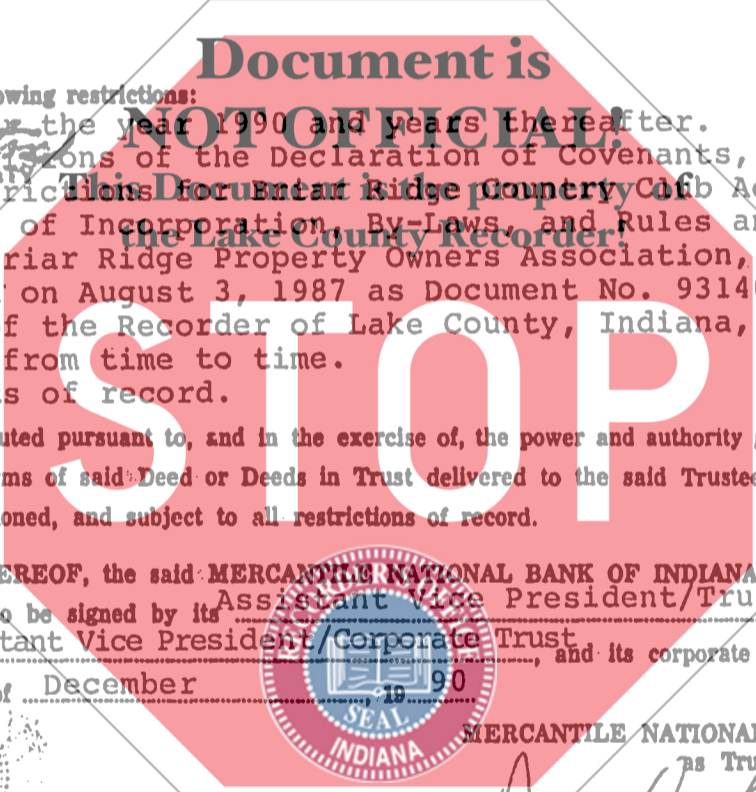 Document is
owing restrictions:
the year 1990 and years thereafter.
NOT OFFICIAL!
ions of the Declaration of Covenants,
rictions for Briar Ridge Country Club A
This Document is the property of
of Incorporation, By-Laws, and Rules a
the Lake County Recorder!
riar Ridge Property Owners Association,
on August 3, 1987 as Document No. 9314
f the Recorder of Lake County, Indiana,
from time to time.
s of record.
STOP
uted pursuant to, and in the exercise of, the power and authority
ms of said Deed or Deeds in Trust delivered to the said Trustee
oned, and subject to all restrictions of record.
EREOF, the said MERCANTILE NATIONAL BANK OF INDIANA
o be signed by its Assistant Vice President/Tru
tant Vice President/Corporate Trust, and its corporate
of December, 19 90
SEAL
INDIANA
MERCANTILE NATIONAL
as Tru